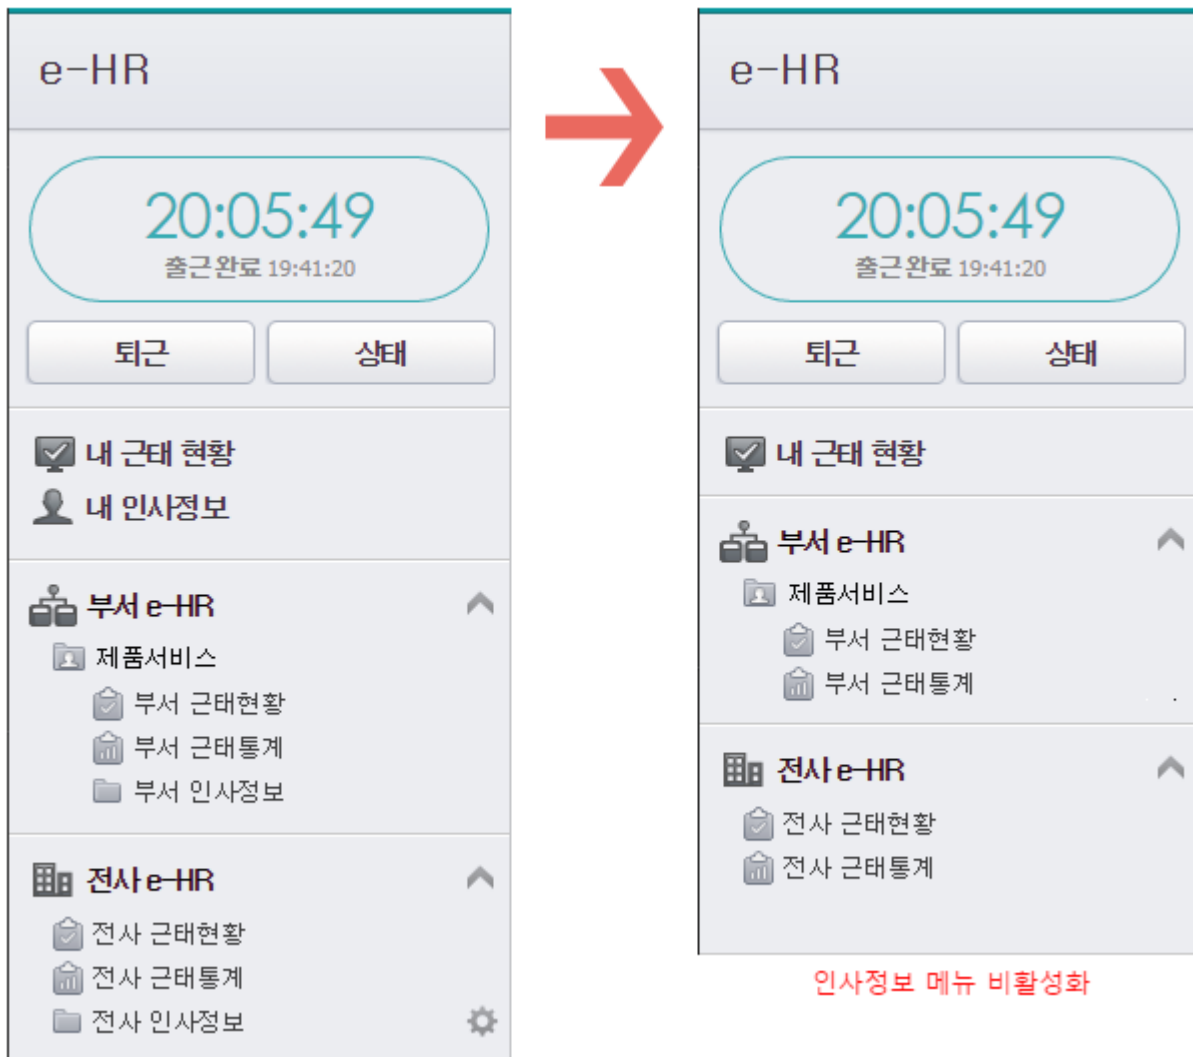 e-HR
20:05:49
출근완료 19:41:20
퇴근 상태
내 근태 현황
내 인사정보
부서 e-HR
제품서비스
부서 근태현황
부서 근태통계
부서 인사정보
전사 e-HR
전사 근태현황
전사 근태통계
전사 인사정보
e-HR
20:05:49
출근완료 19:41:20
퇴근 상태
내 근태 현황
부서 e-HR
제품서비스
부서 근태현황
부서 근태통계
전사 e-HR
전사 근태현황
전사 근태통계
인사정보 메뉴 비활성화